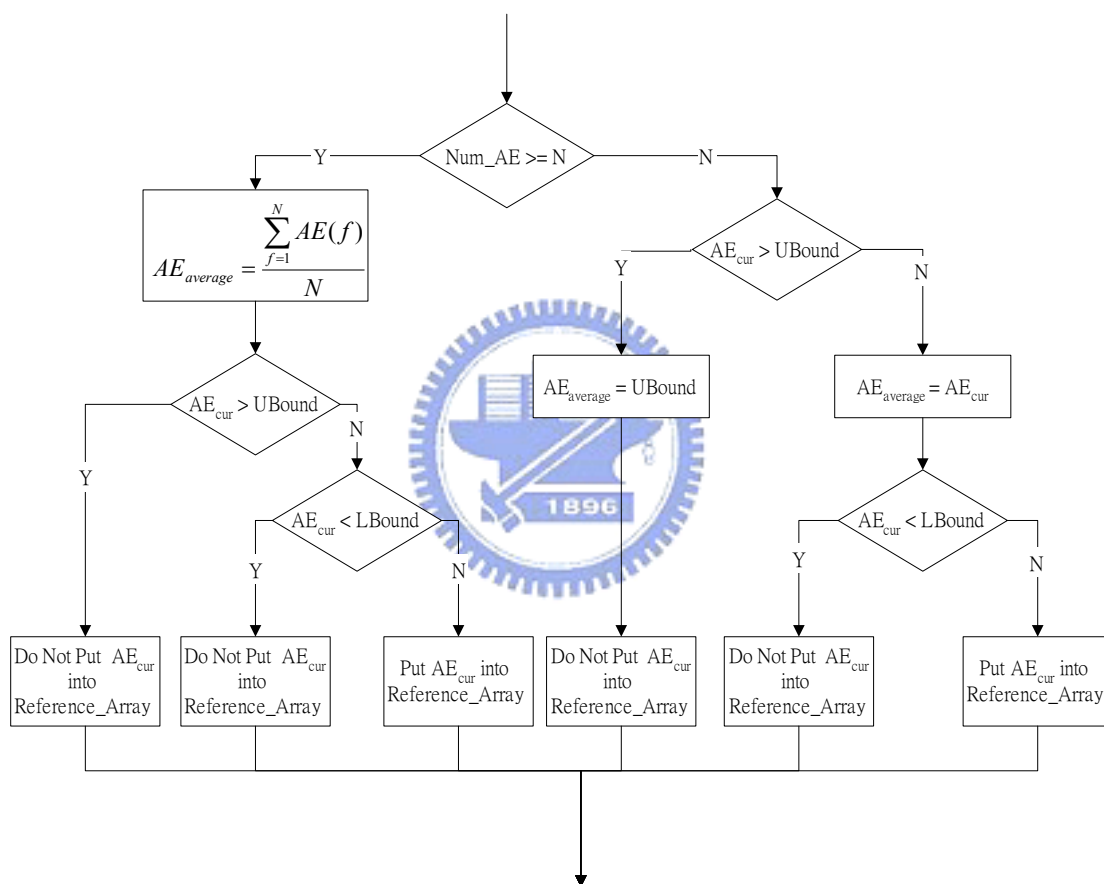 Num_AE >= N
Y
N
AE_average = \frac{\sum_{f=1}^{N} AE(f)}{N}
AE_cur > UBound
Y
N
AE_cur > UBound
Y
N
AE_average = UBound
AE_average = AE_cur
AE_cur < LBound
Y
N
AE_cur < LBound
Y
N
1896
Do Not Put AE_cur
into
Reference_Array
Do Not Put AE_cur
into
Reference_Array
Put AE_cur into
Reference_Array
Do Not Put AE_cur
into
Reference_Array
Do Not Put AE_cur
into
Reference_Array
Put AE_cur into
Reference_Array